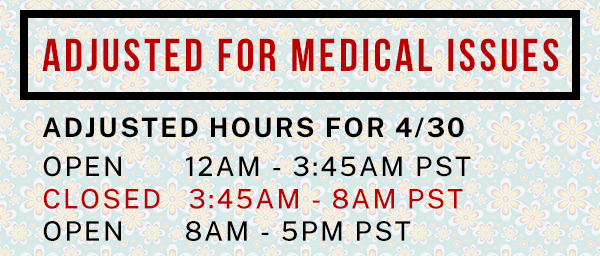 ADJUSTED FOR MEDICAL ISSUES
ADJUSTED HOURS FOR 4/30
OPEN 12AM - 3:45AM PST
CLOSED 3:45AM - 8AM PST
OPEN 8AM - 5PM PST